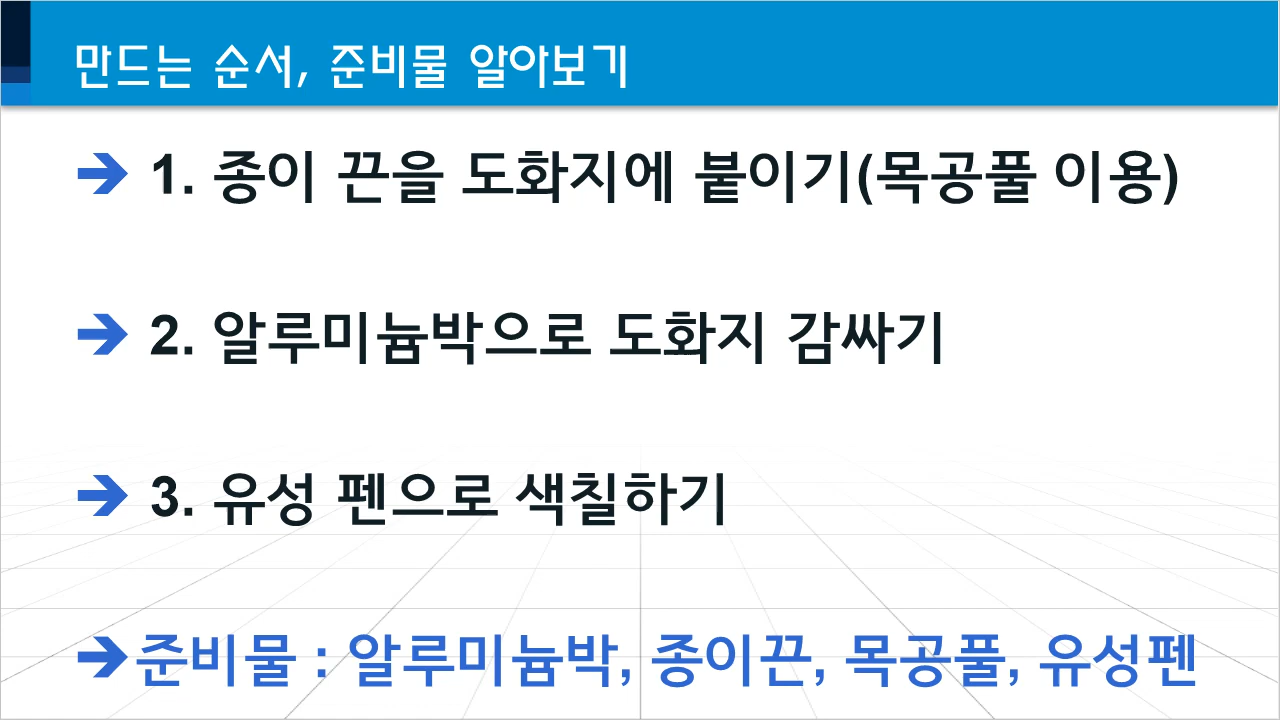 만드는 순서, 준비물 알아보기
➔ 1. 종이 끈을 도화지에 붙이기(목공풀 이용)
➔ 2. 알루미늄박으로 도화지 감싸기
➔ 3. 유성 펜으로 색칠하기
➔준비물 : 알루미늄박, 종이끈, 목공풀, 유성펜